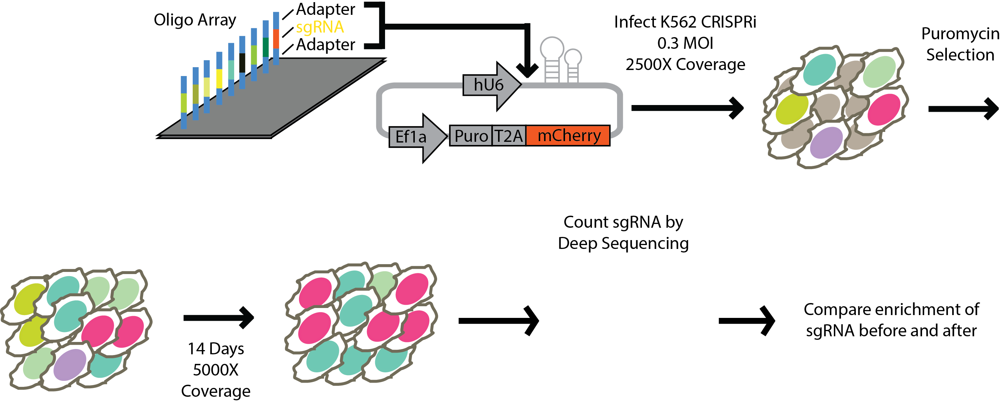 Oligo Array
Adapter
sgRNA
Adapter
hU6
Ef1a
Puro
T2A
mCherry
Infect K562 CRISPRi
0.3 MOI
2500X Coverage
Puromycin
Selection
14 Days
5000X
Coverage
Count sgRNA by
Deep Sequencing
Compare enrichment of
sgRNA before and after